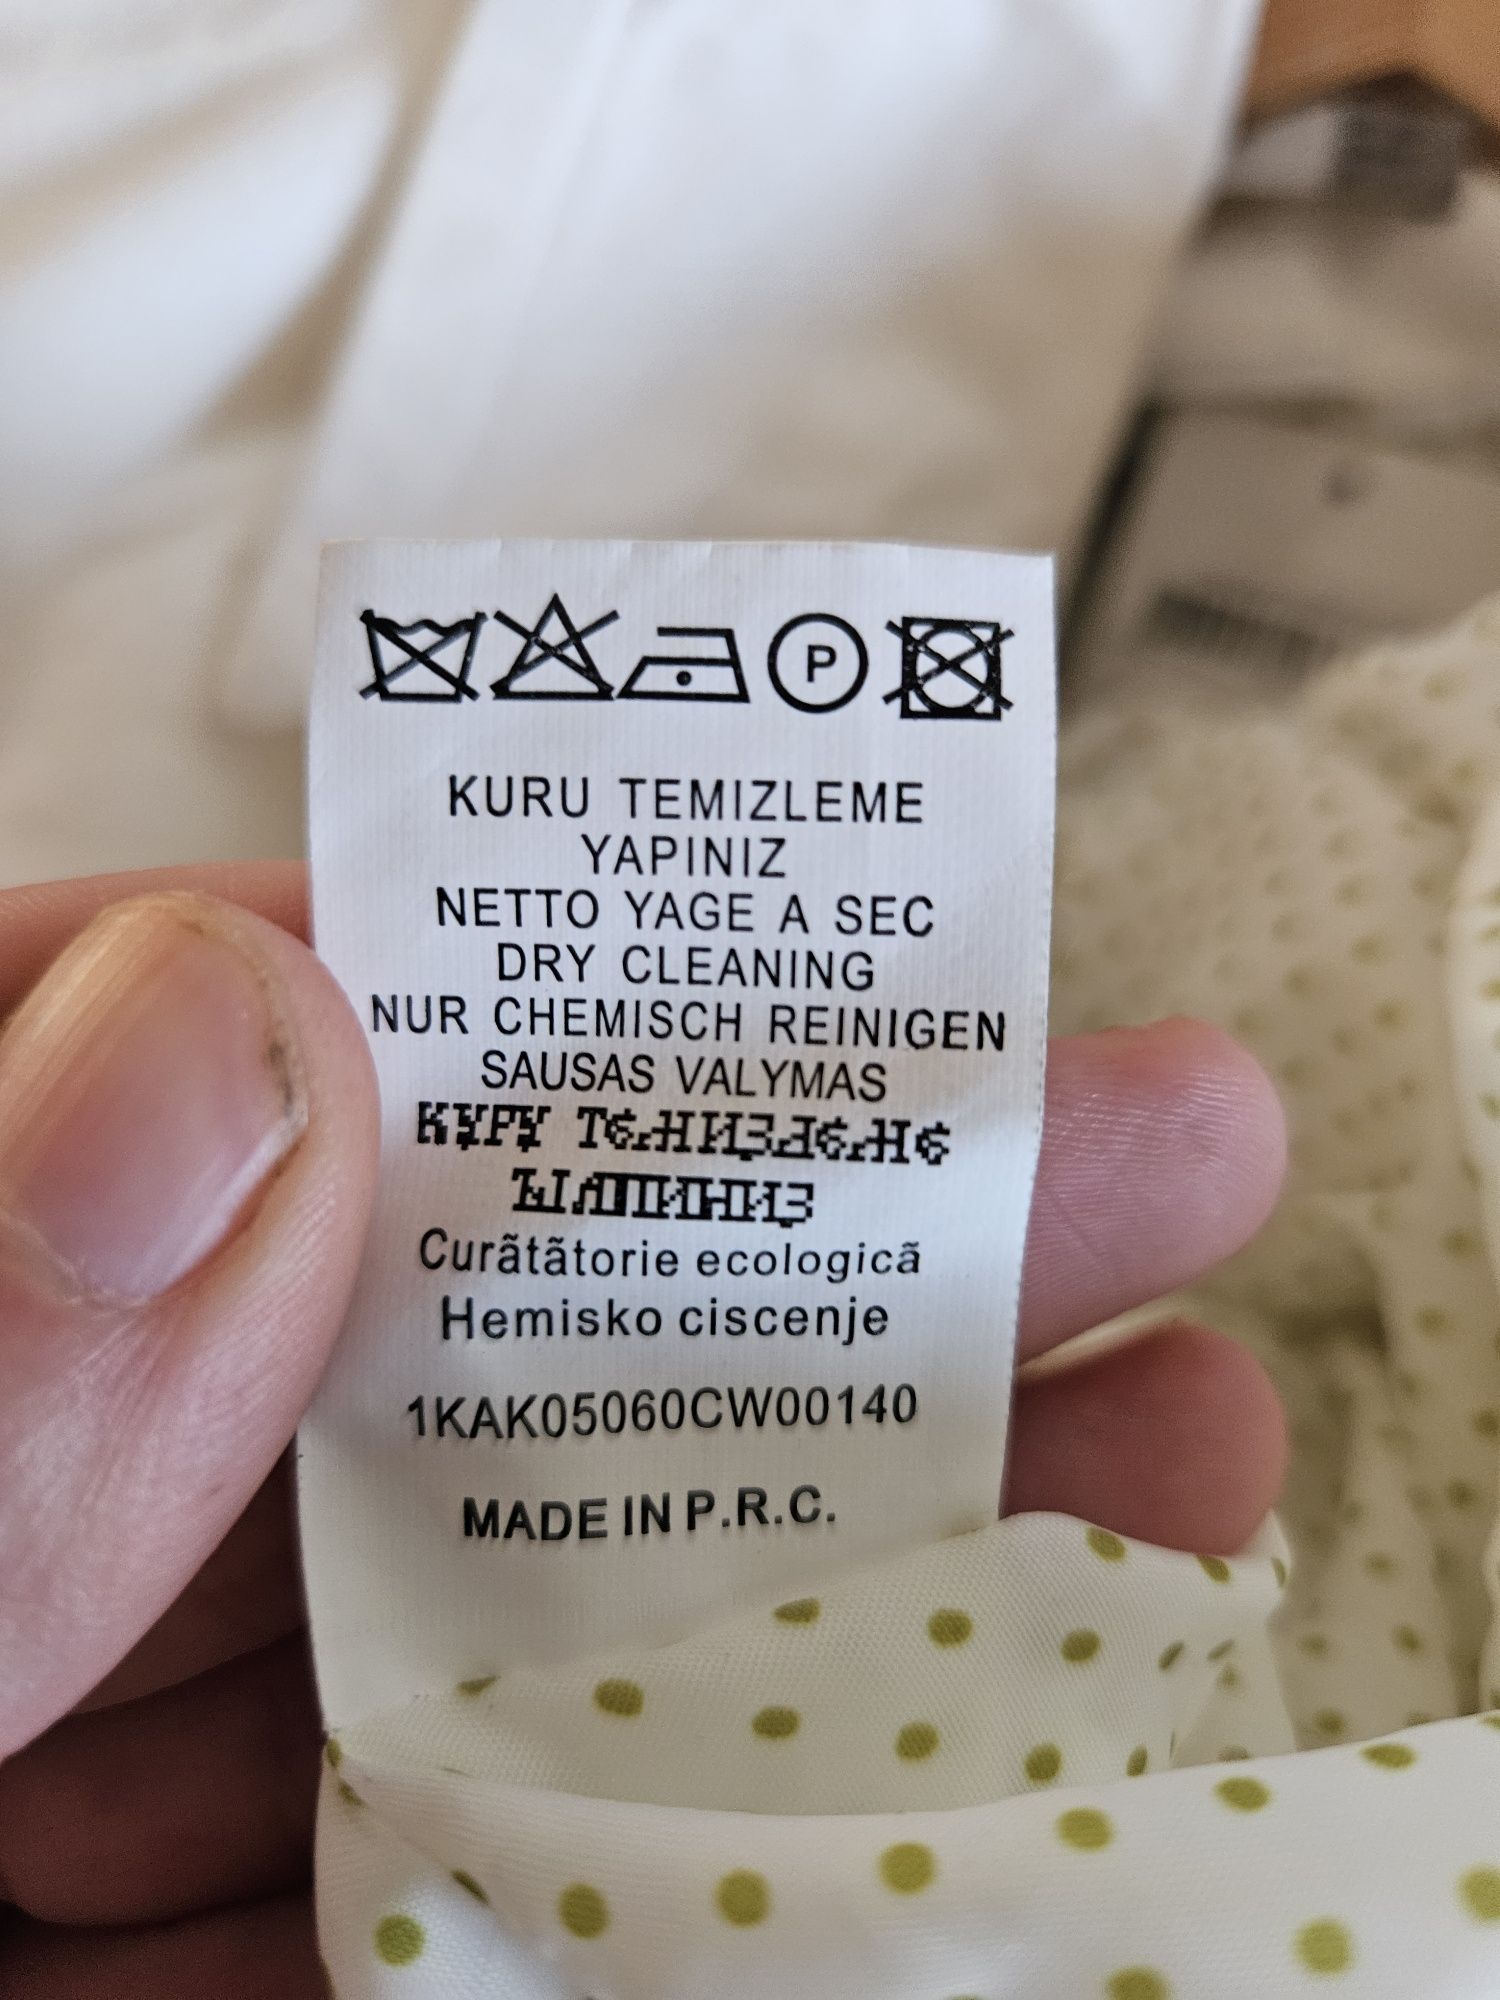 P
KURU TEMIZLEME
YAPINIZ
NETTO YAGE A SEC
DRY CLEANING
NUR CHEMISCH REINIGEN
SAUSAS VALYMAS
КУРУ
Curãtãtorie ecologicã
Hemisko ciscenje
1KAK05060CW00140
MADE IN P.R.C.